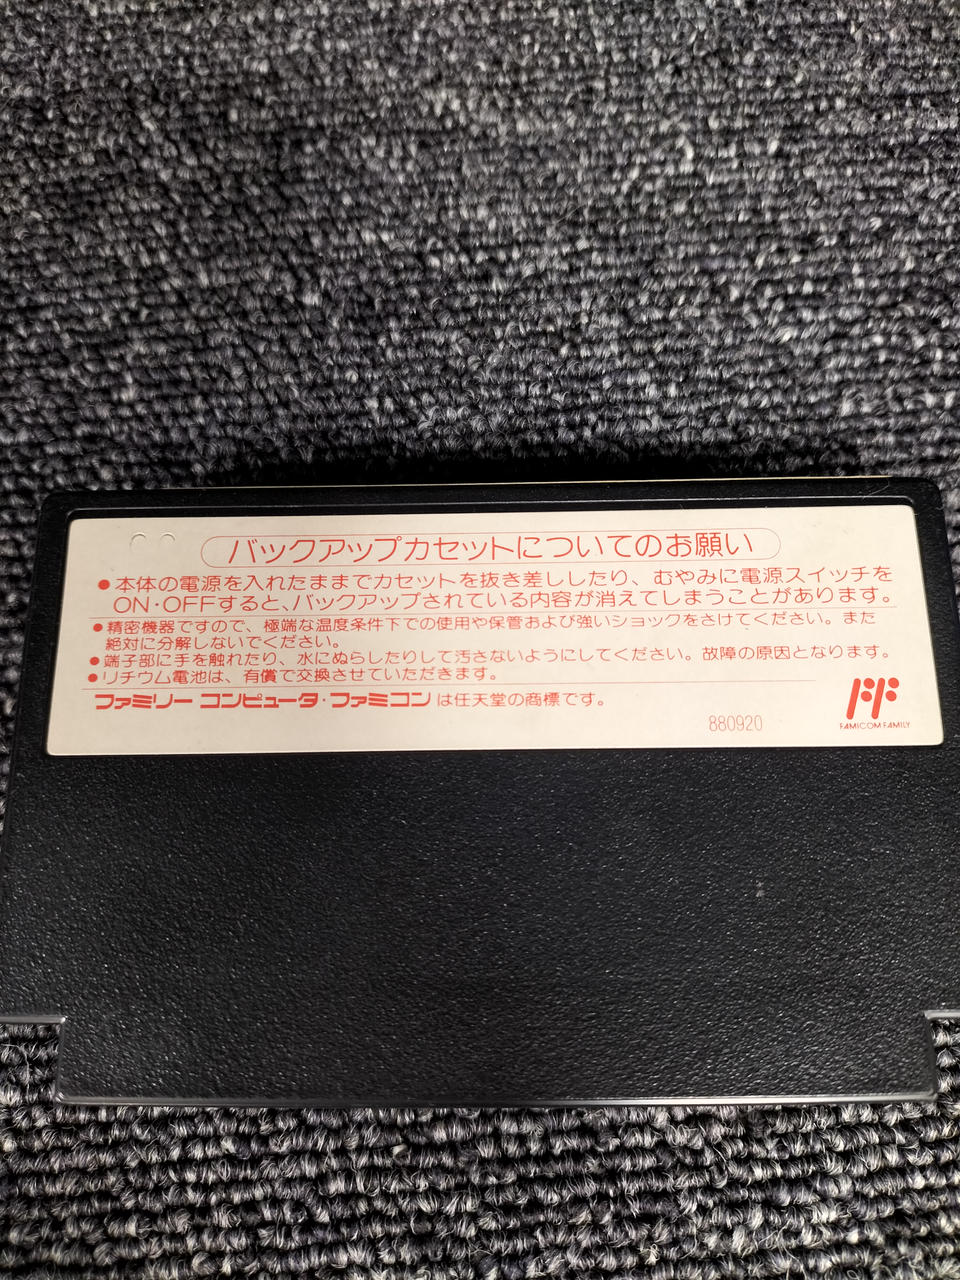 バックアップカセットについてのお願い
●本体の電源を入れたままでカセットを抜き差ししたり、むやみに電源スイッチを
ON・OFFすると、バックアップされている内容が消えてしまうことがあります。
●精密機器ですので、極端な温度条件下での使用や保管および強いショックをさけてください。また
絶対に分解しないでください。
●端子部に手を触れたり、水にぬらしたりして汚さないようにしてください。故障の原因となります。
●リチウム電池は、有償で交換させていただきます。
ファミリー コンピュータ・ファミコンは任天堂の商標です。
880920
FF
FAMICOM FAMILY